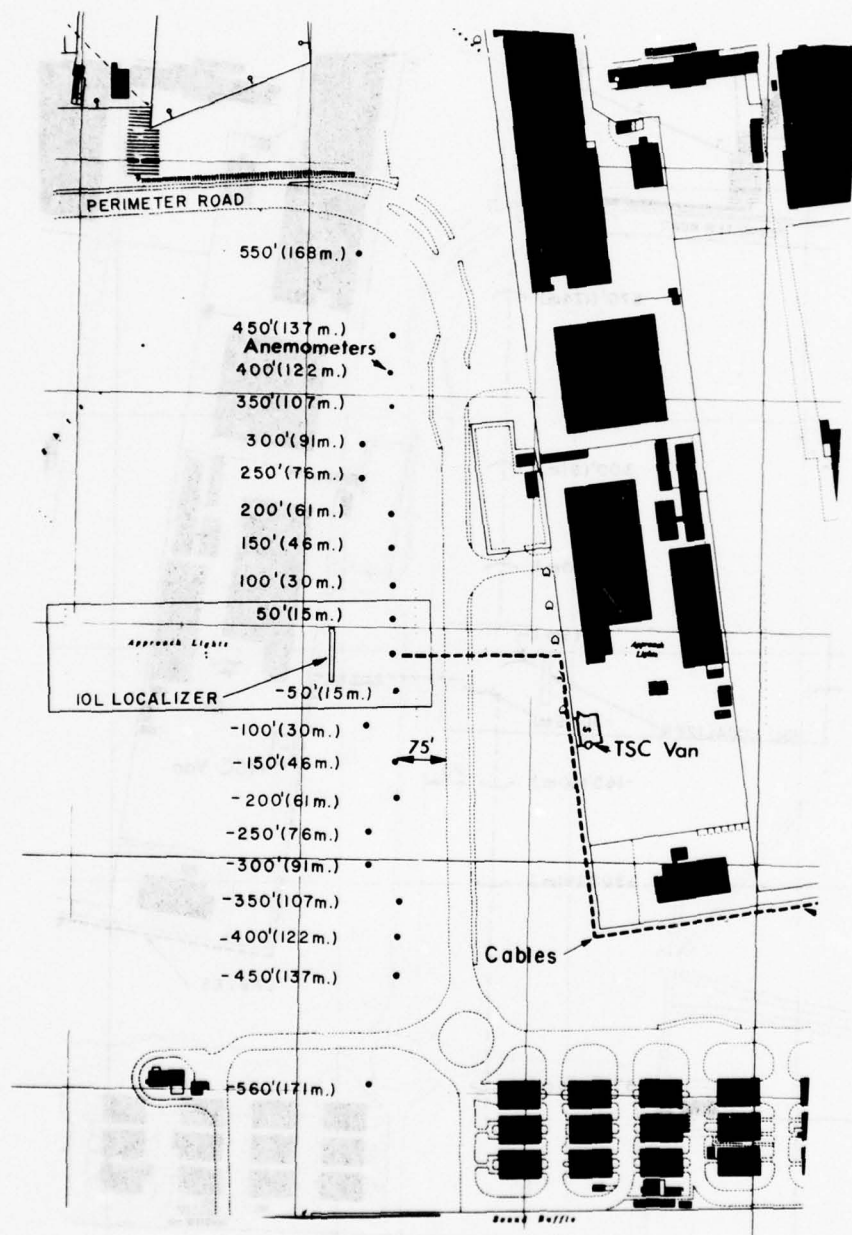 PERIMETER ROAD
550'(168m.)
450'(137m.)
Anemometers
400'(122m.)
350'(107m.)
300'(91m.)
250'(76m.)
200'(61m.)
150'(46m.)
100'(30m.)
50'(15m.)
Approach Lights
Approach
Lights
-50'(15m.)
10L LOCALIZER
-100'(30m.)
S
TSC Van
75'
-150'(46m.)
-200'(61m.)
-250'(76m.)
-300'(91m.)
-350'(107m.)
-400'(122m.)
Cables
-450'(137m.)
-560'(171m.)
Sound Baffle